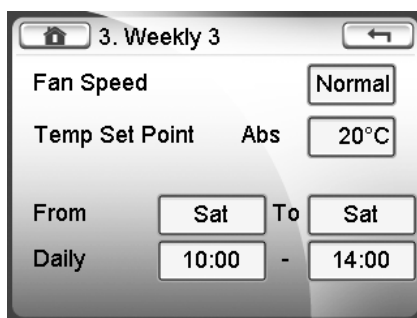 3. Weekly 3
Fan Speed Normal
Temp Set Point Abs 20°C
From Sat To Sat
Daily 10:00 - 14:00